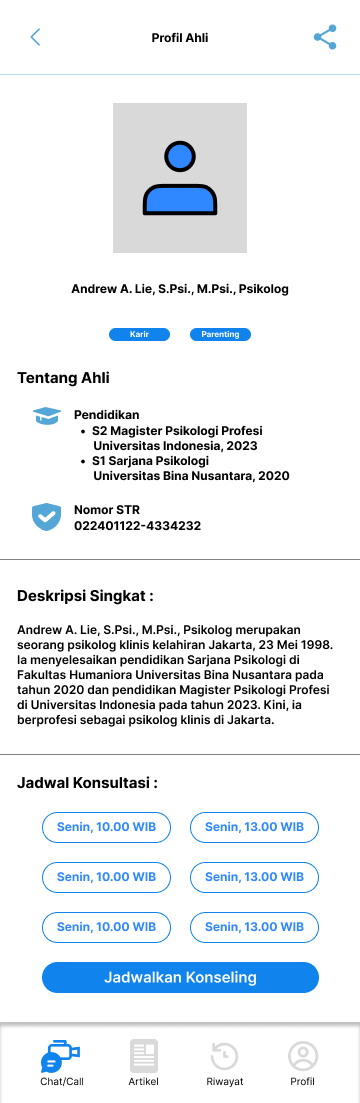 Profil Ahli
Andrew A. Lie, S.Psi., M.Psi., Psikolog
Karir
Parenting
Tentang Ahli
Pendidikan
• S2 Magister Psikologi Profesi
Universitas Indonesia, 2023
• S1 Sarjana Psikologi
Universitas Bina Nusantara, 2020
Nomor STR
022401122-4334232
Deskripsi Singkat :
Andrew A. Lie, S.Psi., M.Psi., Psikolog merupakan
seorang psikolog klinis kelahiran Jakarta, 23 Mei 1998.
Ia menyelesaikan pendidikan Sarjana Psikologi di
Fakultas Humaniora Universitas Bina Nusantara pada
tahun 2020 dan pendidikan Magister Psikologi Profesi
di Universitas Indonesia pada tahun 2023. Kini, ia
berprofesi sebagai psikolog klinis di Jakarta.
Jadwal Konsultasi :
Senin, 10.00 WIB
Senin, 13.00 WIB
Senin, 10.00 WIB
Senin, 13.00 WIB
Senin, 10.00 WIB
Senin, 13.00 WIB
Jadwalkan Konseling
Chat/Call
Artikel
Riwayat
Profil